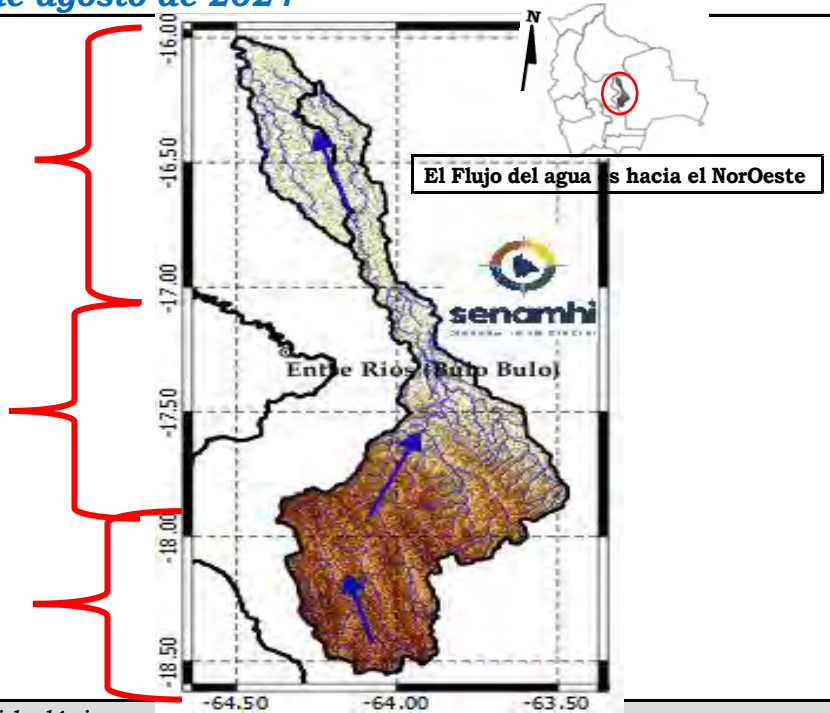 de agosto de 2024
N
El Flujo del agua es hacia el NorOeste
senamhi
Entre Rios (Bulo Bulo)
-16.00
-16.50
-17.00
-17.50
-18.00
-18.50
-64.50
-64.00
-63.50